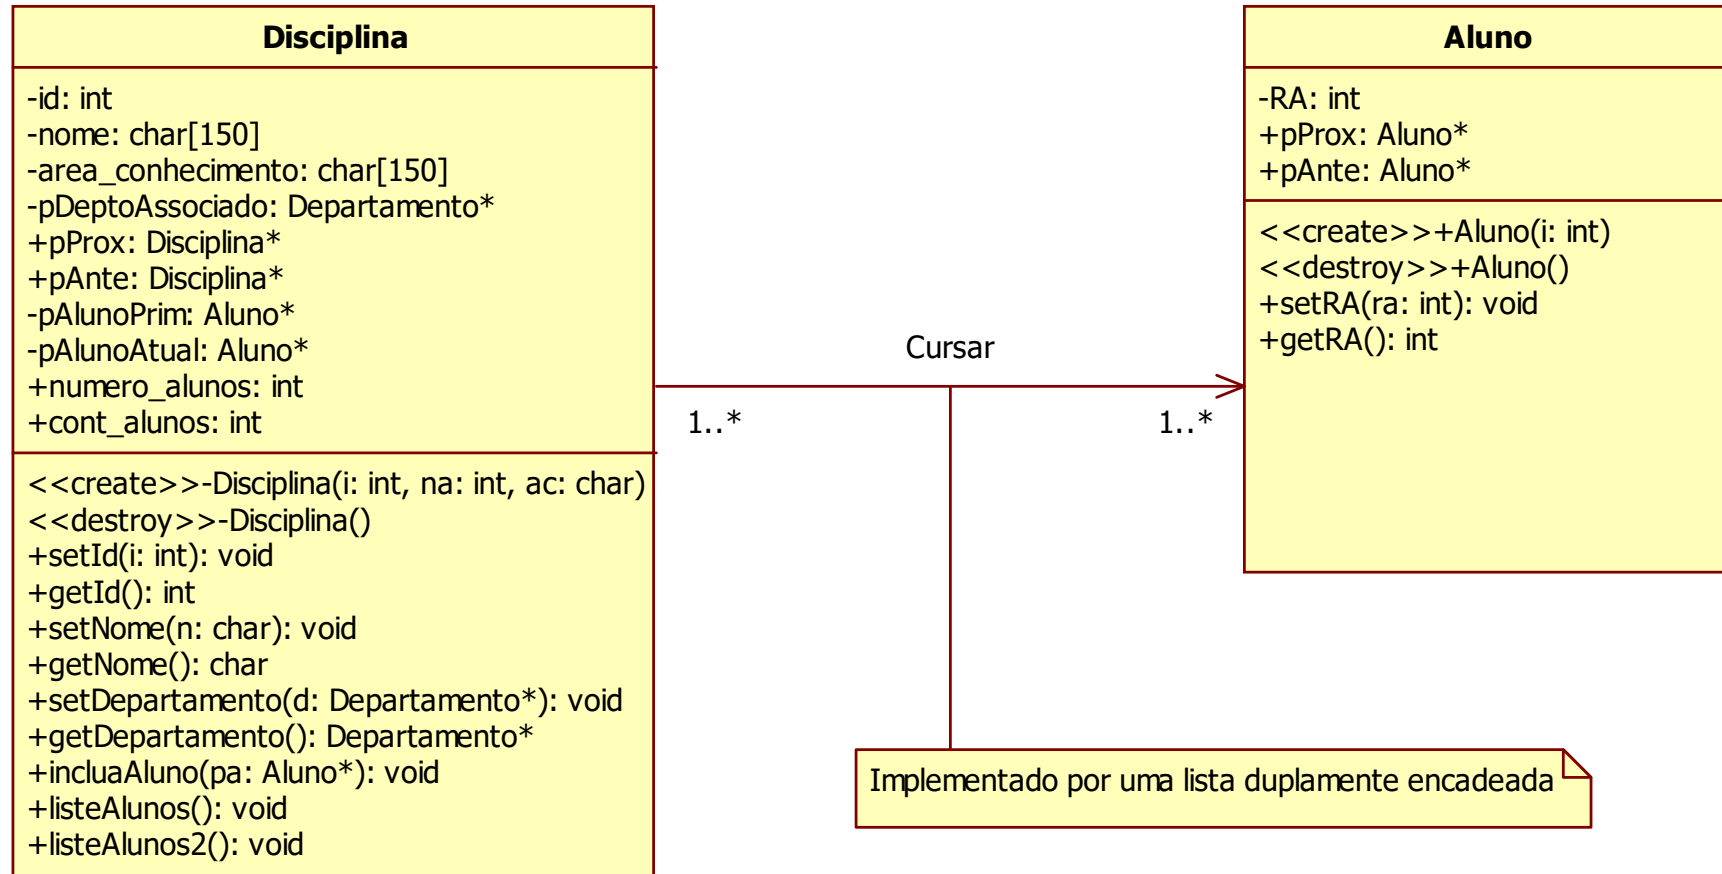 Disciplina
-id: int
-nome: char[150]
-area_conhecimento: char[150]
-pDeptoAssociado: Departamento*
+pProx: Disciplina*
+pAnte: Disciplina*
-pAlunoPrim: Aluno*
-pAlunoAtual: Aluno*
+numero_alunos: int
+cont_alunos: int
<<create>>-Disciplina(i: int, na: int, ac: char)
<<destroy>>-Disciplina()
+setId(i: int): void
+getId(): int
+setNome(n: char): void
+getNome(): char
+setDepartamento(d: Departamento*): void
+getDepartamento(): Departamento*
+incluaAluno(pa: Aluno*): void
+listeAlunos(): void
+listeAlunos2(): void
Cursar
1..*
1..*
Aluno
-RA: int
+pProx: Aluno*
+pAnte: Aluno*
<<create>>+Aluno(i: int)
<<destroy>>+Aluno()
+setRA(ra: int): void
+getRA(): int
Implementado por uma lista duplamente encadeada